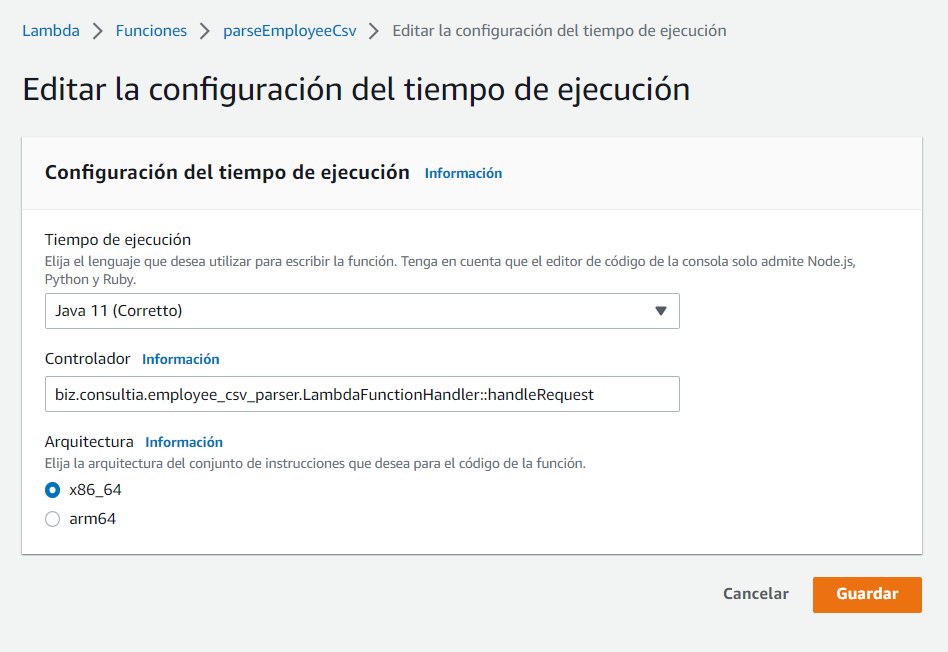 Lambda > Funciones > parseEmployeeCsv > Editar la configuración del tiempo de ejecución
Editar la configuración del tiempo de ejecución
Configuración del tiempo de ejecución Información
Tiempo de ejecución
Elija el lenguaje que desea utilizar para escribir la función. Tenga en cuenta que el editor de código de la consola solo admite Node.js,
Python y Ruby.
Java 11 (Corretto)
Controlador Información
biz.consultia.employee_csv_parser.LambdaFunctionHandler::handleRequest
Arquitectura Información
Elija la arquitectura del conjunto de instrucciones que desea para el código de la función.
x86_64
arm64
Cancelar Guardar